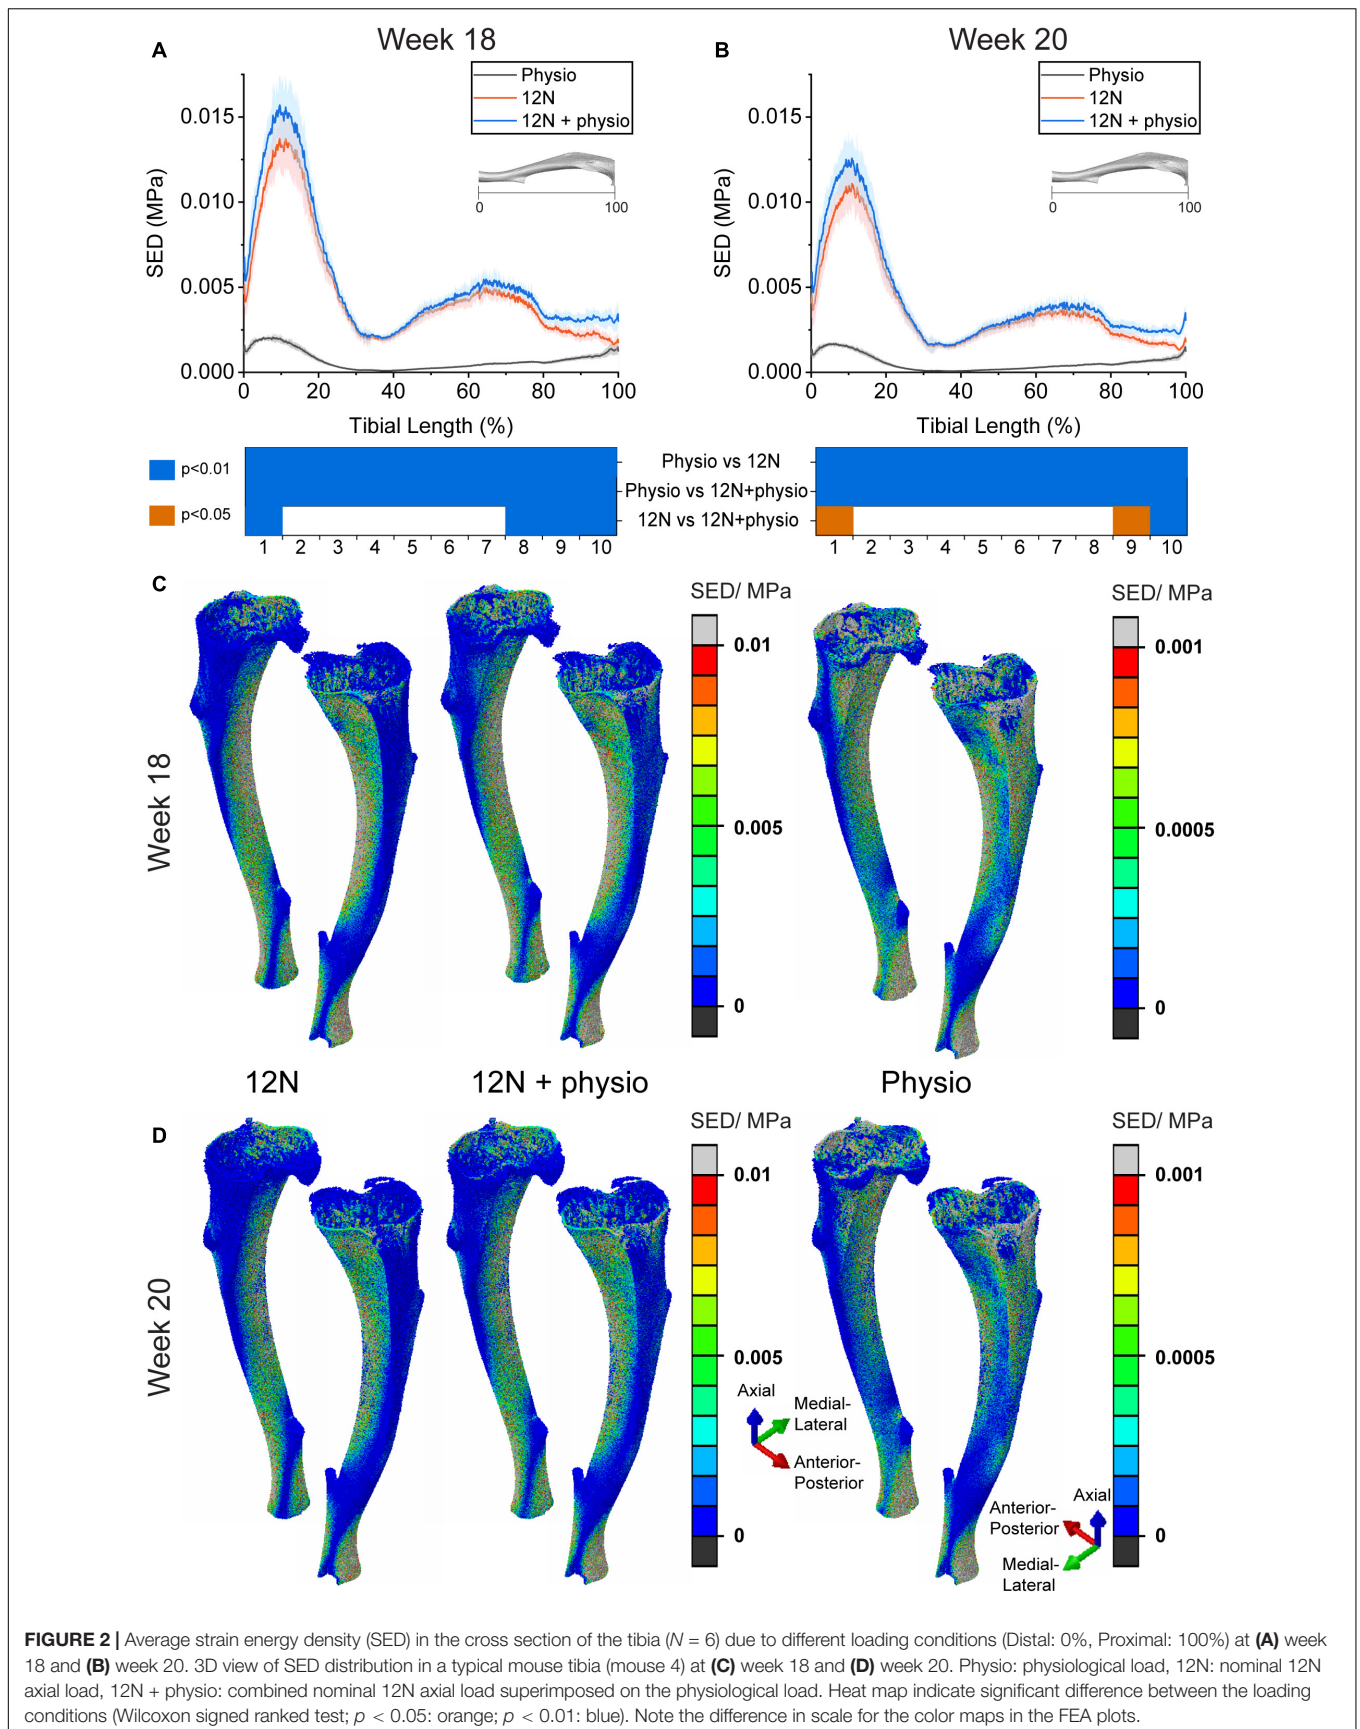 A
Week 18
B
Week 20
Physio
12N
12N + physio
Physio
12N
12N + physio
0.015
0.010
0.005
0.000
SED (MPa)
0
100
0.015
0.010
0.005
0.000
SED (MPa)
0
100
0 20 40 60 80 100
0 20 40 60 80 100
Tibial Length (%)
Tibial Length (%)
p<0.01
p<0.05
Physio vs 12N
Physio vs 12N+physio
12N vs 12N+physio
1 2 3 4 5 6 7 8 9 10
1 2 3 4 5 6 7 8 9 10
C
Week 18
SED/ MPa
0.01
0.005
0
SED/ MPa
0.001
0.0005
0
12N
12N + physio
Physio
D
Week 20
SED/ MPa
0.01
0.005
0
SED/ MPa
0.001
0.0005
0
Axial
Medial-
Lateral
Anterior-
Posterior
Axial
Anterior-
Posterior
Medial-
Lateral
FIGURE 2 | Average strain energy density (SED) in the cross section of the tibia (N = 6) due to different loading conditions (Distal: 0%, Proximal: 100%) at (A) week
18 and (B) week 20. 3D view of SED distribution in a typical mouse tibia (mouse 4) at (C) week 18 and (D) week 20. Physio: physiological load, 12N: nominal 12N
axial load, 12N + physio: combined nominal 12N axial load superimposed on the physiological load. Heat map indicate significant difference between the loading
conditions (Wilcoxon signed ranked test; p < 0.05: orange; p < 0.01: blue). Note the difference in scale for the color maps in the FEA plots.